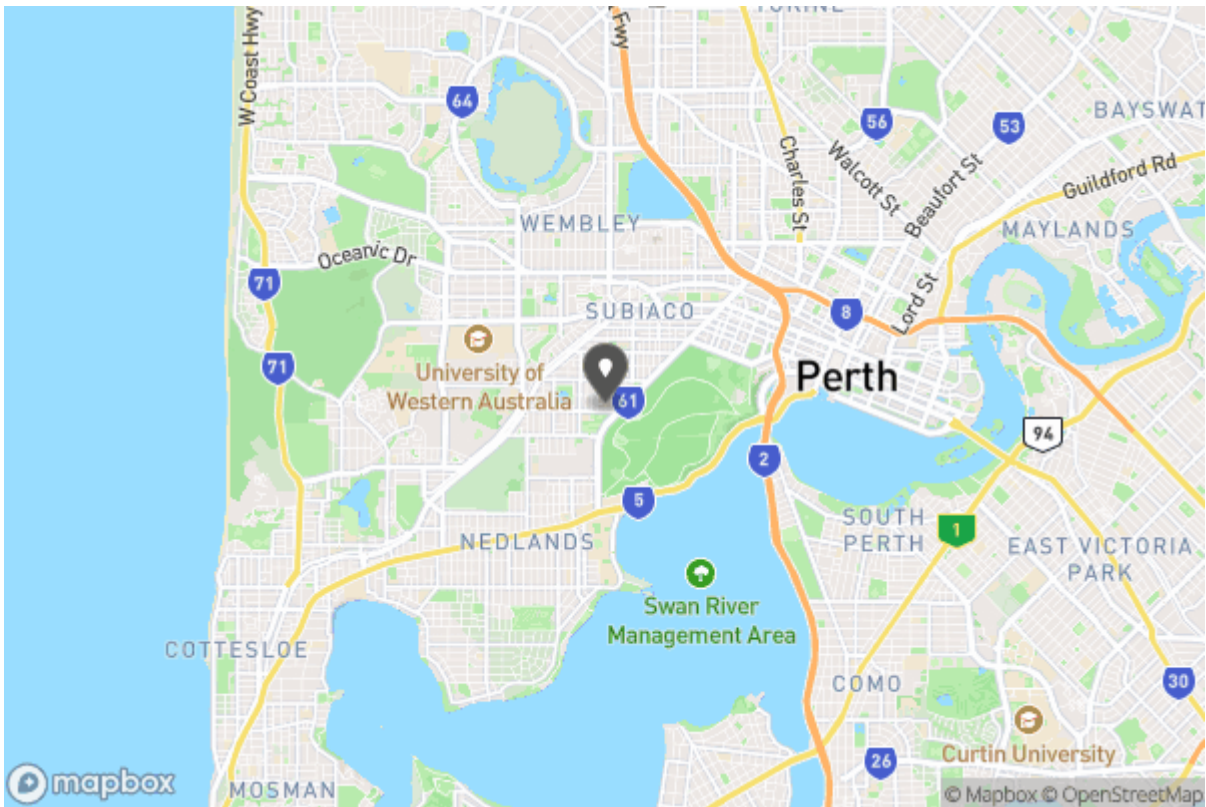 Fwy
W Coast Hwy
64
56
53
BAYSWAT
Charles St
Walcott St
Beaufort St
Guildford Rd
WEMBLEY
MAYLANDS
Oceanic Dr
71
SUBIACO
8
Lord St
71
University of
Western Australia
61
Perth
94
2
5
SOUTH
PERTH
1
NEDLANDS
EAST VICTORIA
PARK
Swan River
Management Area
COTTESLOE
COMO
30
Curtin University
26
mapbox
MOSMAN
© Mapbox © OpenStreetMap